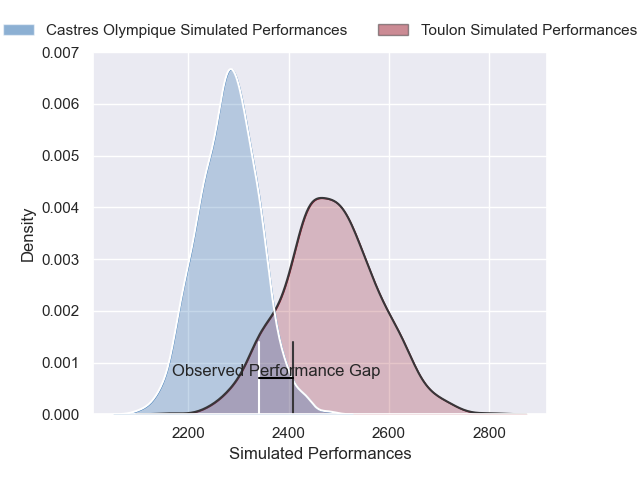 Castres Olympique Simulated Performances Toulon Simulated Performances
0.007
0.006
0.005
0.004
0.003
0.002
0.001
0.000
Density
Observed Performance Gap
2200 2400 2600 2800
Simulated Performances